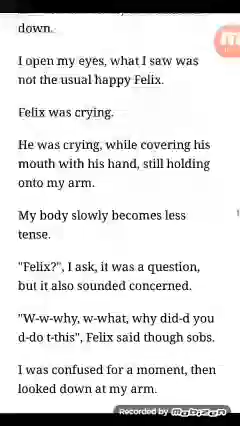 down.
I open my eyes, what I saw was
not the usual happy Felix.
Felix was crying.
He was crying, while covering his
mouth with his hand, still holding
onto my arm.
My body slowly becomes less
tense.
"Felix?", I ask, it was a question,
but it also sounded concerned.
"W-w-why, w-what, why did-d you
d-do t-this", Felix said though sobs.
I was confused for a moment, then
looked down at my arm.
Recorded by mobizen